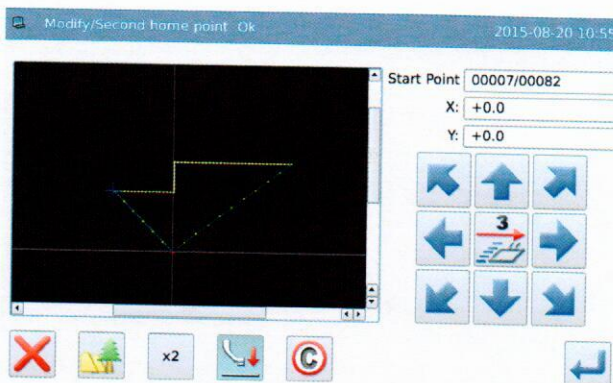 Modify/Second home point Ok
2015-08-20 10:55
Start Point 00007/00082
X: +0.0
Y: +0.0
3
x2
C